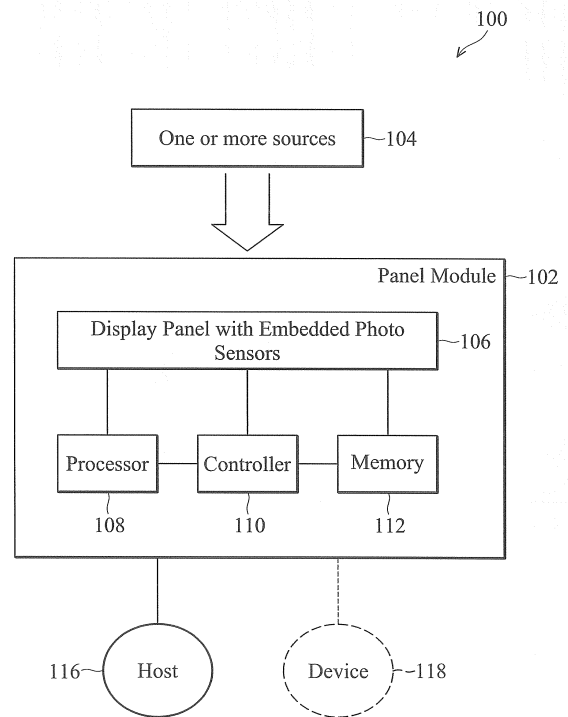 100
One or more sources
104
Panel Module
102
Display Panel with Embedded Photo
Sensors
106
Processor
Controller
Memory
108
110
112
116
Host
Device
118